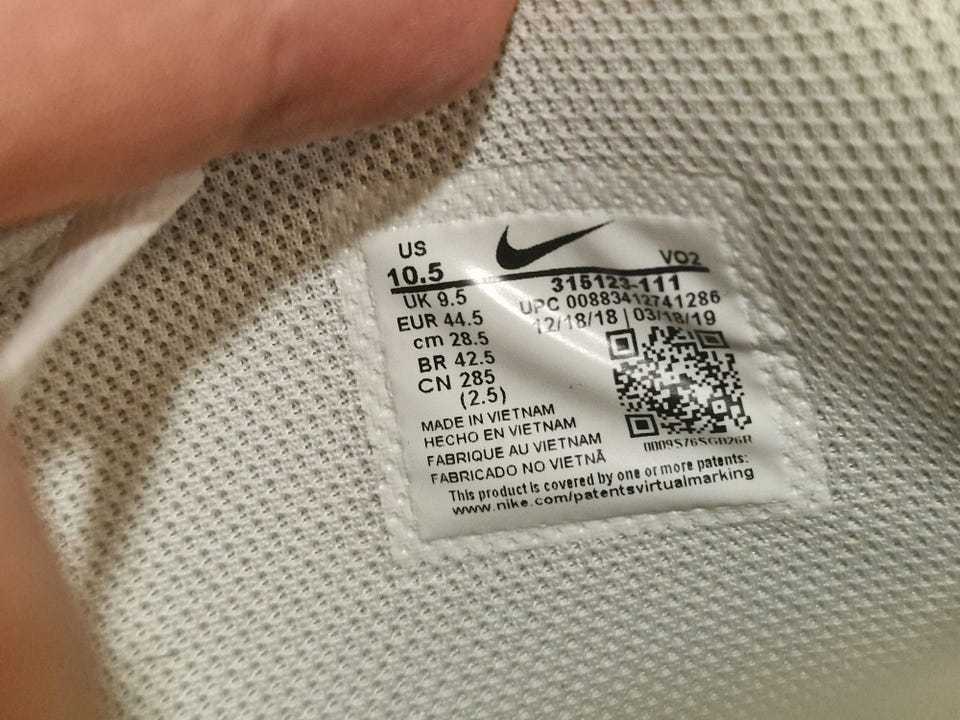 US
10.5
UK 9.5
EUR 44.5
cm 28.5
BR 42.5
CN 285
(2.5)
VO2
315123-111
UPC 00883412741286
12/18/18 | 03/18/19
MADE IN VIETNAM
HECHO EN VIETNAM
FABRIQUE AU VIETNAM
FABRICADO NO VIETNÃ
This product is covered by one or more patents:
www.nike.com/patentsvirtualmarking